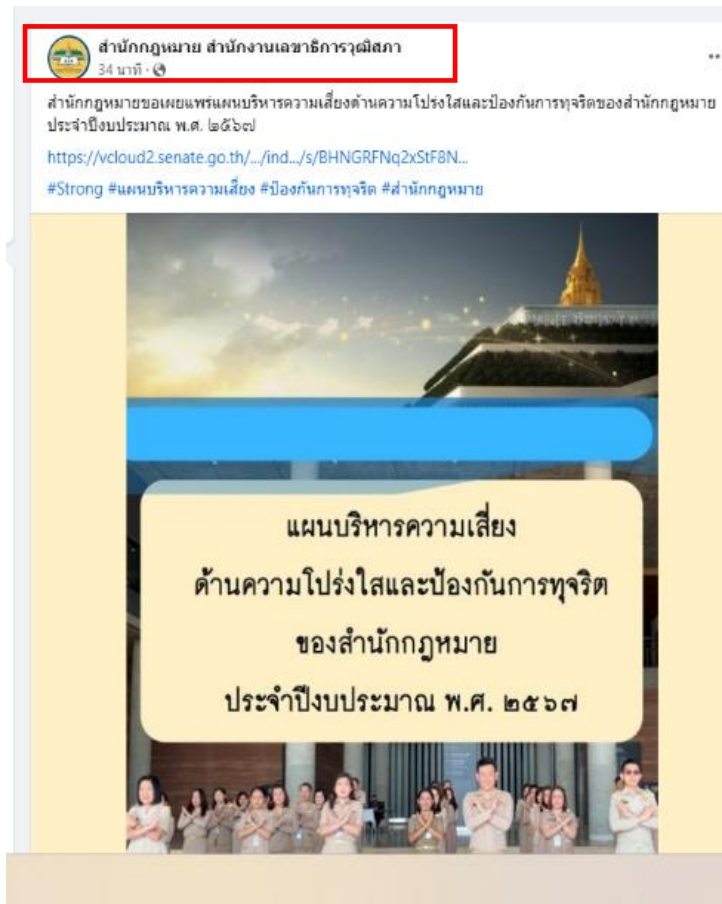 สำนักกฎหมาย สำนักงานเลขาธิการวุฒิสภา
34 นาที ·
สำนักกฎหมายขอเผยแพร่แผนบริหารความเสี่ยงด้านความโปร่งใสและป้องกันการทุจริตของสำนักกฎหมาย
ประจำปีงบประมาณ พ.ศ. ๒๕๖๗
https://vcloud2.senate.go.th/.../ind.../s/BHNGRFNq2xStF8N...
#Strong #แผนบริหารความเสี่ยง #ป้องกันการทุจริต #สำนักกฎหมาย
แผนบริหารความเสี่ยง
ด้านความโปร่งใสและป้องกันการทุจริต
ของสำนักกฎหมาย
ประจำปีงบประมาณ พ.ศ. ๒๕๖๗